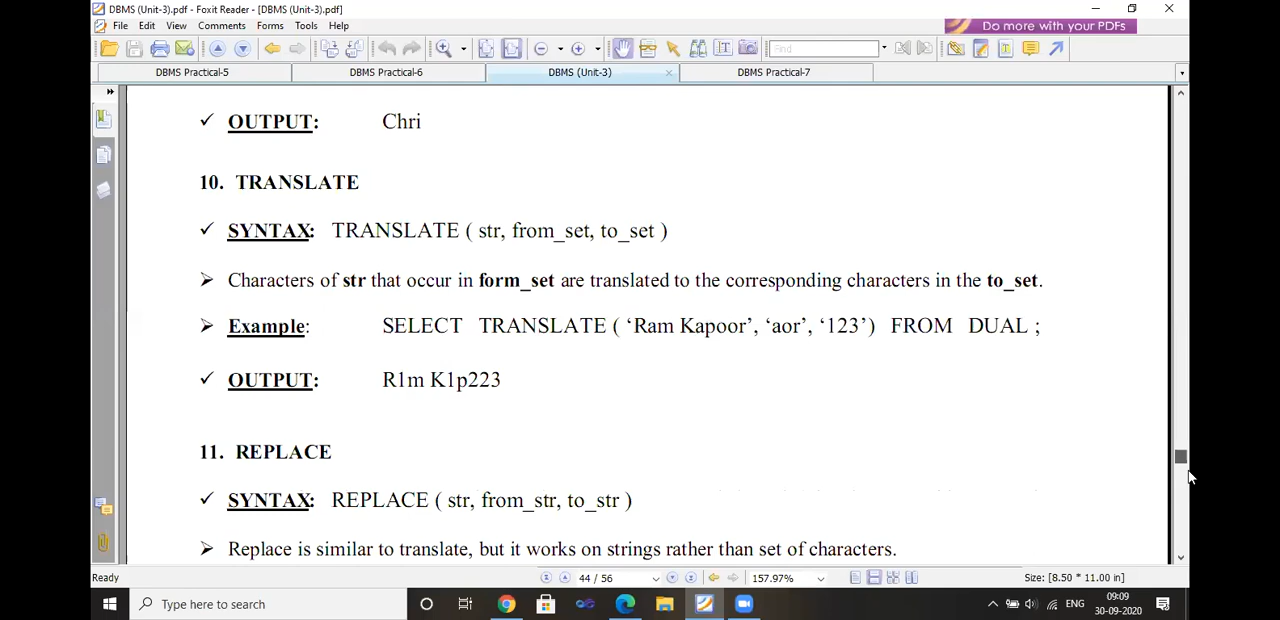 DBMS (Unit-3).pdf - Foxit Reader - [DBMS (Unit-3).pdf]
File Edit View Comments Forms Tools Help
Do more with your PDFs
Find
DBMS Practical-5 DBMS Practical-6 DBMS (Unit-3) DBMS Practical-7
OUTPUT: Chri
10. TRANSLATE
SYNTAX: TRANSLATE ( str, from_set, to_set )
Characters of str that occur in form_set are translated to the corresponding characters in the to_set.
Example: SELECT TRANSLATE ( ‘Ram Kapoor’, ‘aor’, ‘123’) FROM DUAL ;
OUTPUT: R1m K1p223
11. REPLACE
SYNTAX: REPLACE ( str, from_str, to_str )
Replace is similar to translate, but it works on strings rather than set of characters.
Ready 44 / 56 157.97% Size: [8.50 * 11.00 in]
Type here to search ENG 09:09
30-09-2020